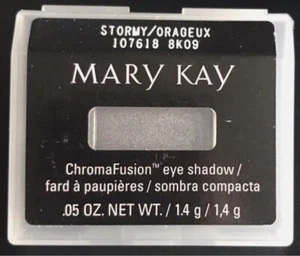 STORMY/ORAGEUX
107618 8K09
MARY KAY
ChromaFusion™ eye shadow /
fard à paupières / sombra compacta
.05 OZ. NET WT. / 1.4 g / 1,4 g